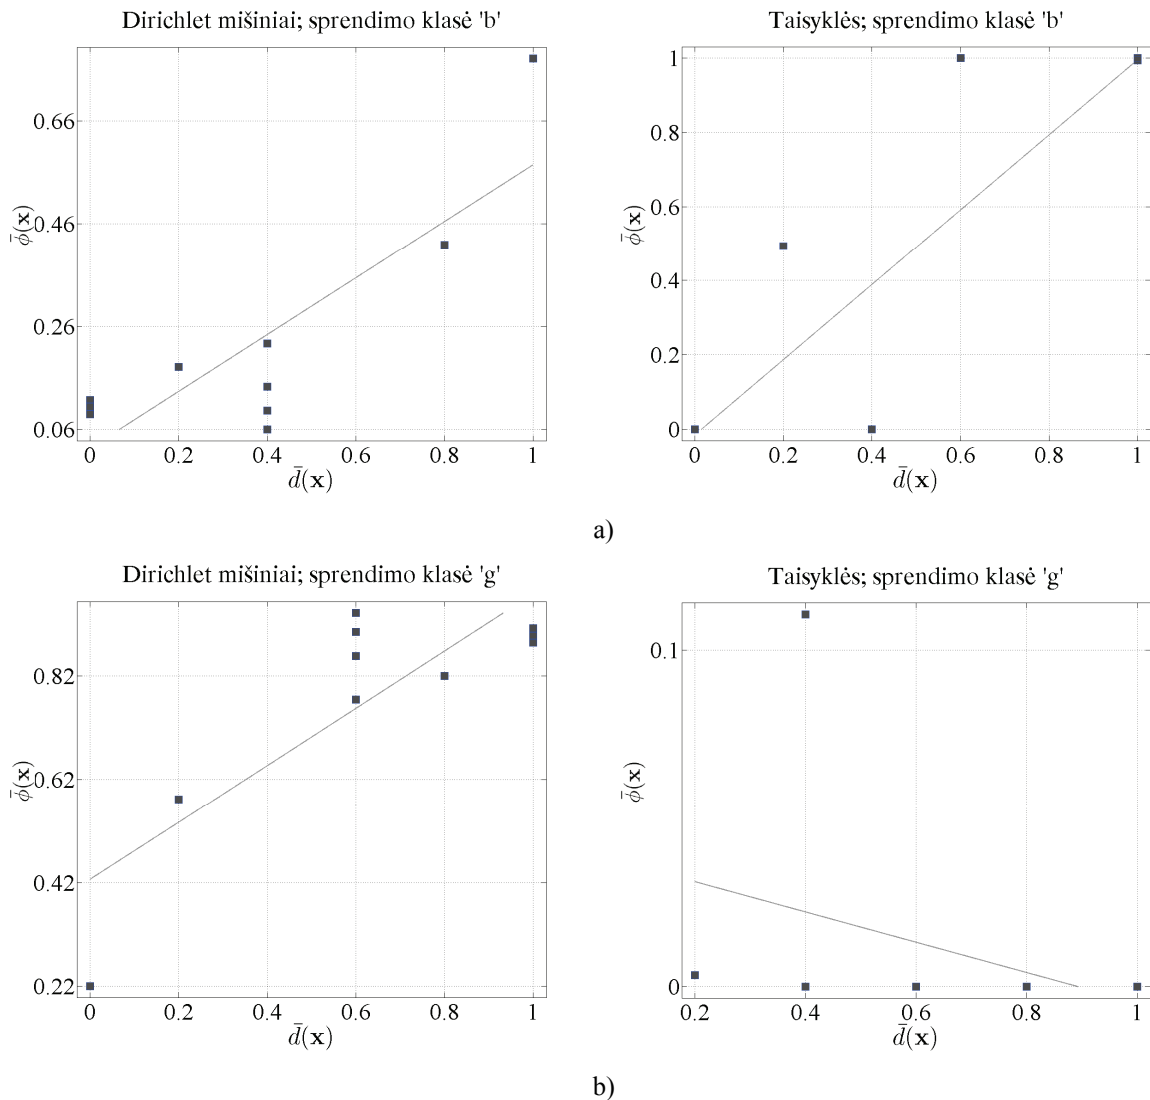 Dirichlet mišiniai; sprendimo klasė 'b'
0.66
0.46
0.26
0.06
ϕ̄(x)
0 0.2 0.4 0.6 0.8 1
d̄(x)
Taisyklės; sprendimo klasė 'b'
1
0.8
0.6
0.4
0.2
0
ϕ̄(x)
0 0.2 0.4 0.6 0.8 1
d̄(x)
a)
Dirichlet mišiniai; sprendimo klasė 'g'
0.82
0.62
0.42
0.22
ϕ̄(x)
0 0.2 0.4 0.6 0.8 1
d̄(x)
Taisyklės; sprendimo klasė 'g'
0.1
0
ϕ̄(x)
0.2 0.4 0.6 0.8 1
d̄(x)
b)